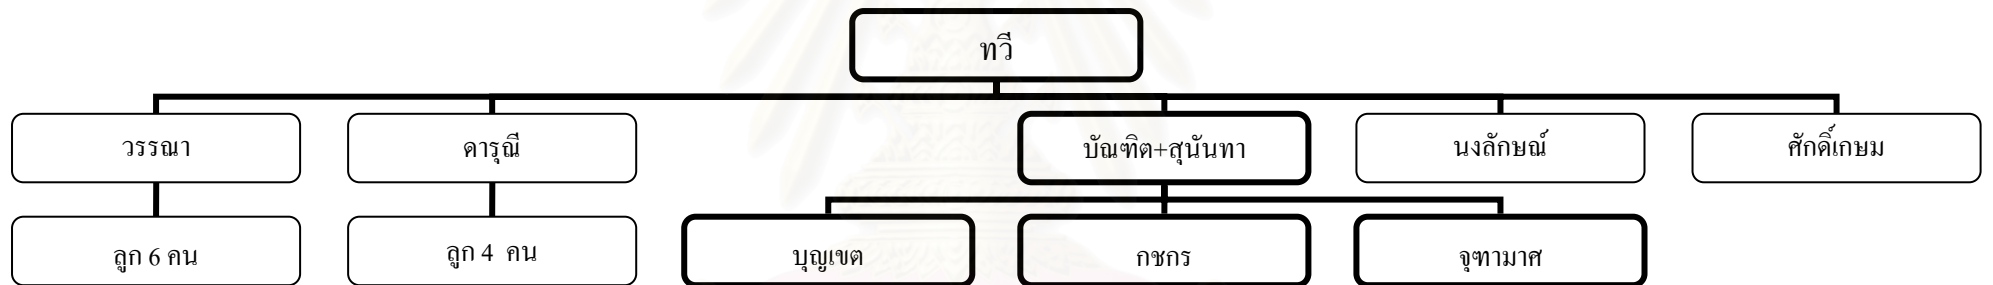 ทวี
วรรณา
ดารุณี
บัณฑิต+สุนันทา
นงลักษณ์
ศักดิ์เกษม
ลูก 6 คน
ลูก 4 คน
บุญเขต
กชกร
จุฑามาศ